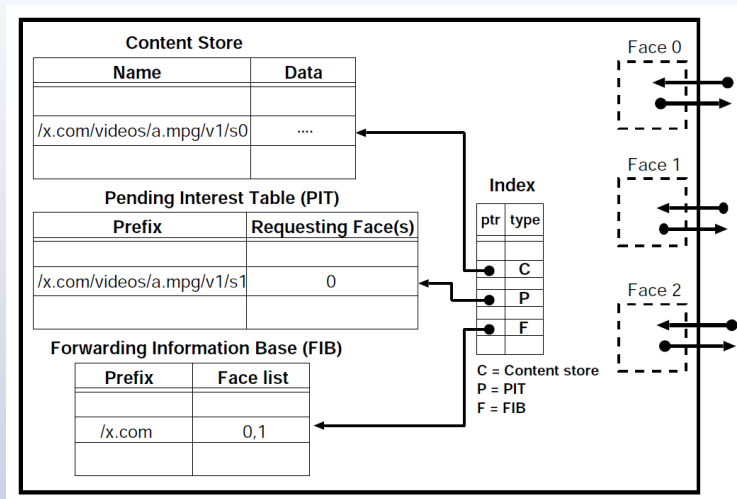 Content Store
Name Data
/x.com/videos/a.mpg/v1/s0 ....
Pending Interest Table (PIT)
Prefix Requesting Face(s)
/x.com/videos/a.mpg/v1/s1 0
Forwarding Information Base (FIB)
Prefix Face list
/x.com 0,1
Index
ptr type
C
P
F
C = Content store
P = PIT
F = FIB
Face 0
Face 1
Face 2